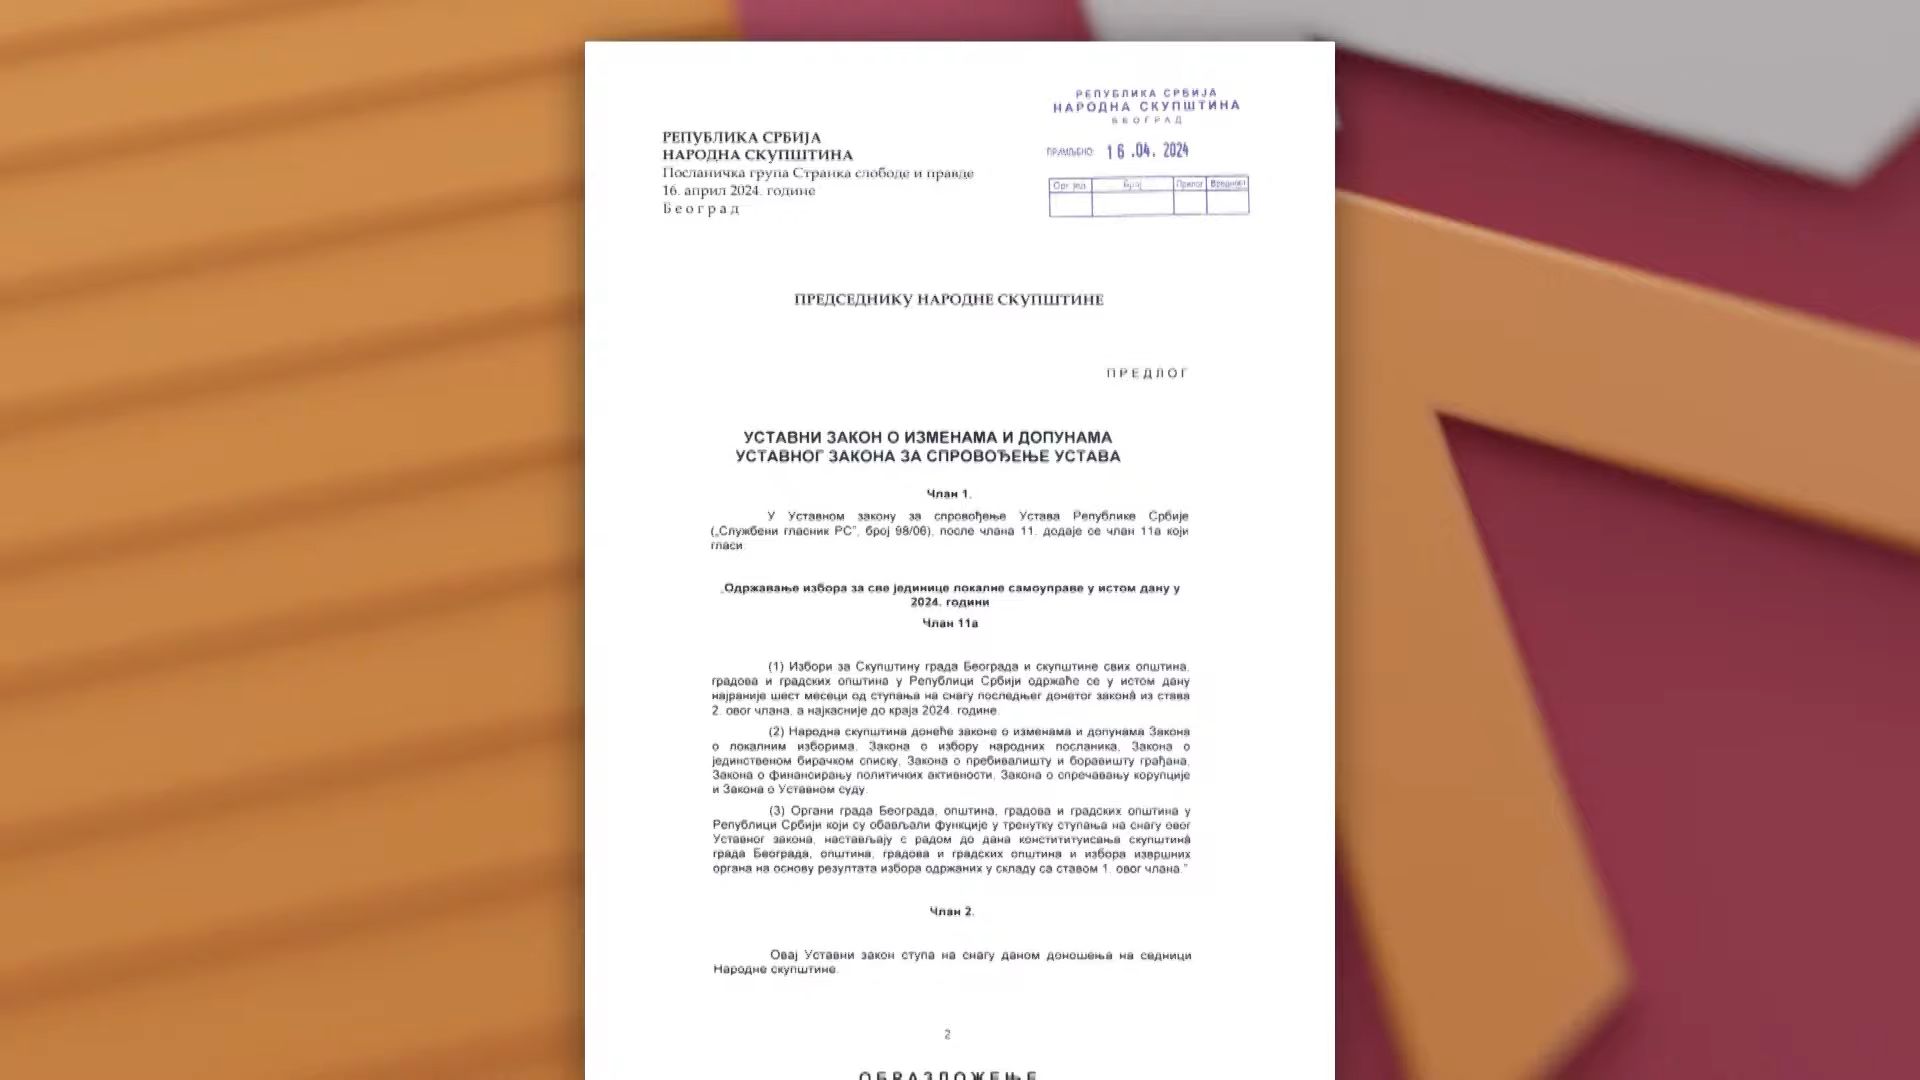 РЕПУБЛИКА СРБИЈА
НАРОДНА СКУПШТИНА
БЕОГРАД
ПРИМЉЕНО: 16.04.2024
Орг. јед. Број Прилог Вредност
РЕПУБЛИКА СРБИЈА
НАРОДНА СКУПШТИНА
Посланичка група Странка слободе и правде
16. април 2024. године
Београд
ПРЕДСЕДНИКУ НАРОДНЕ СКУПШТИНЕ
ПРЕДЛОГ
УСТАВНИ ЗАКОН О ИЗМЕНАМА И ДОПУНАМА
УСТАВНОГ ЗАКОНА ЗА СПРОВОЂЕЊЕ УСТАВА
Члан 1.
У Уставном закону за спровођење Устава Републике Србије
(„Службени гласник РС”, број 98/06), после члана 11. додаје се члан 11а који
гласи
„Одржавање избора за све јединице локалне самоуправе у истом дану у
2024. години
Члан 11а
(1) Избори за Скупштину града Београда и скупштине свих општина,
градова и градских општина у Републици Србији одржаће се у истом дану
најраније шест месеци од ступања на снагу последњег донетог закона из става
2. овог члана, а најкасније до краја 2024. године.
(2) Народна скупштина донеће законе о изменама и допунама Закона
о локалним изборима, Закона о избору народних посланика, Закона о
јединственом бирачком списку, Закона о пребивалишту и боравишту грађана,
Закона о финансирању политичких активности, Закона о спречавању корупције
и Закона о Уставном суду.
(3) Органи града Београда, општина, градова и градских општина у
Републици Србији који су обављали функције у тренутку ступања на снагу овог
Уставног закона, настављају с радом до дана конститутисања скупштина
града Београда, општина, градова и градских општина и избора извршних
органа на основу резултата избора одржаних у складу са ставом 1. овог члана.”
Члан 2.
Овај Уставни закон ступа на снагу даном доношења на седници
Народне скупштине.
2
ОБРАЗЛОЖЕЊЕ